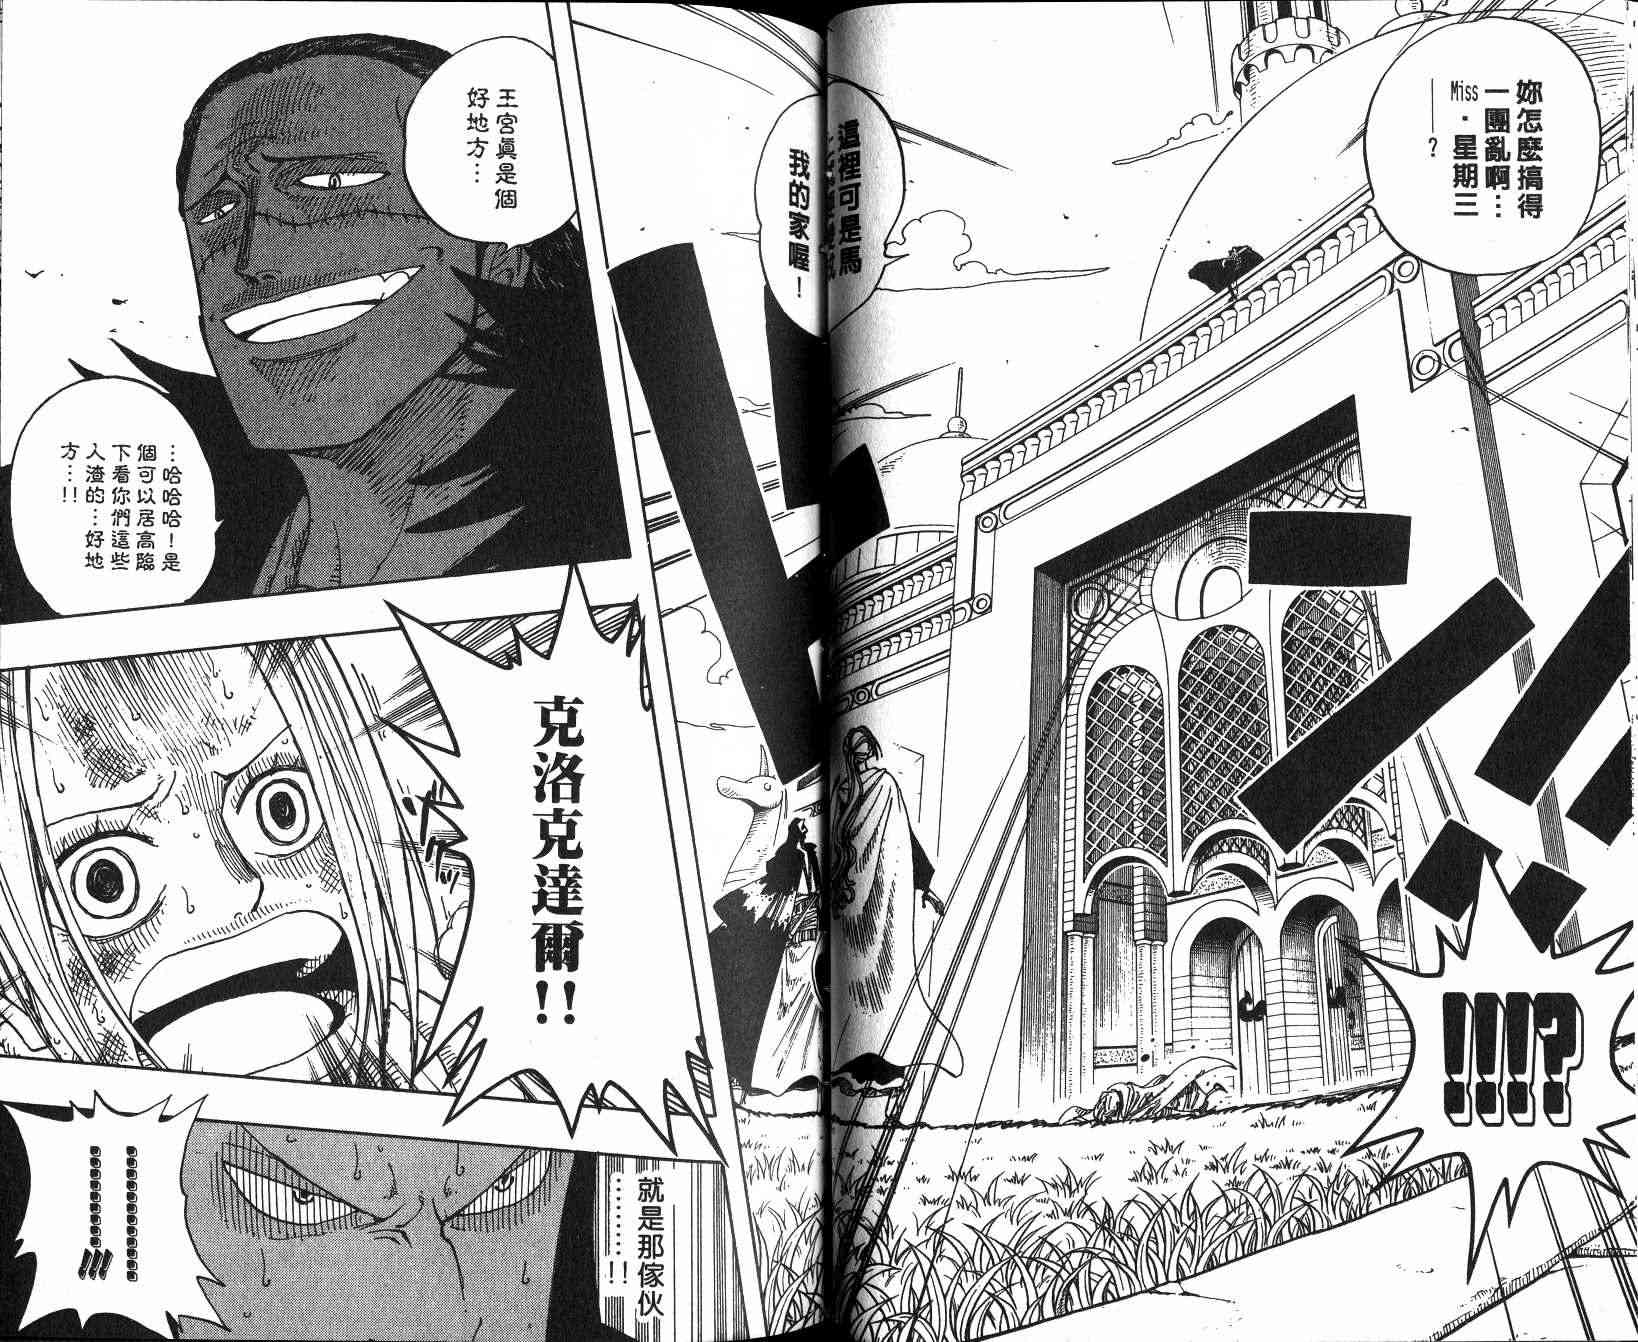 妳怎麼搞得
一團亂啊…
Miss・星期三
——?
!!!!?
這裡可是馬
我的家喔!
王宮真是個
好地方…
…哈哈哈!是
個可以居高臨
下看你們這些
人渣的…好地
方…!!
克洛克達爾!!
就是那傢伙
………!!